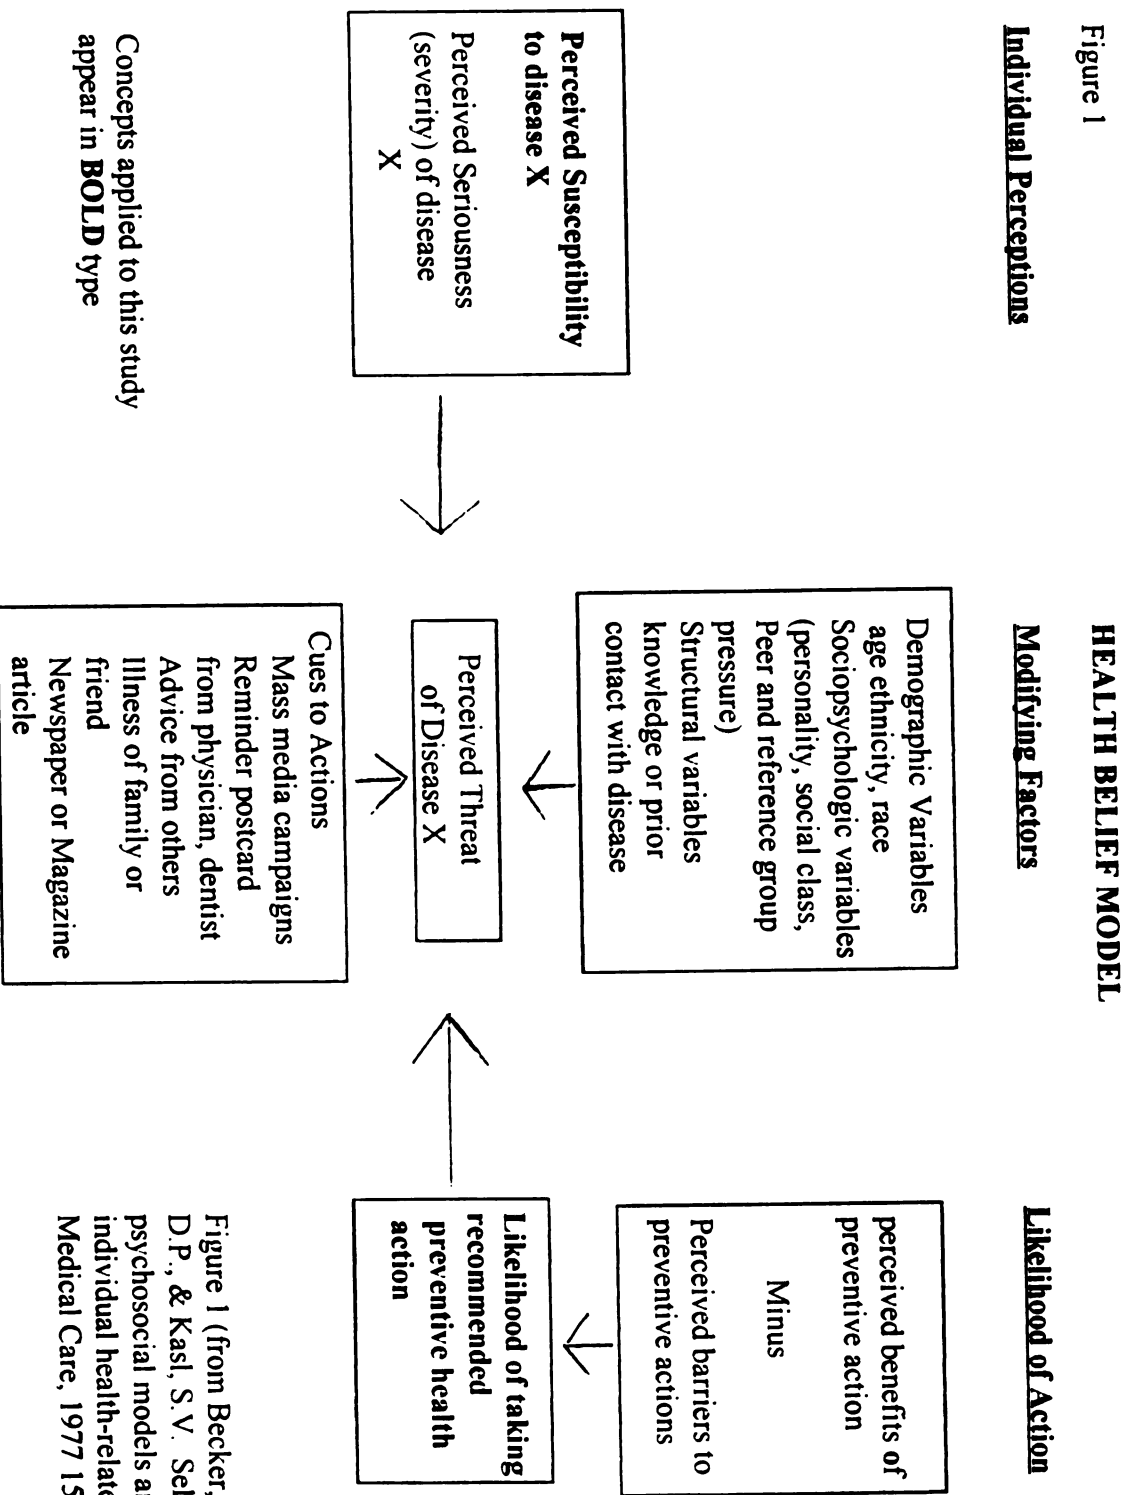 Figure 1
HEALTH BELIEF MODEL
Individual Perceptions
Modifying Factors
Likelihood of Action
Perceived Susceptibility
to disease X
Perceived Seriousness
(severity) of disease
X
Demographic Variables
age ethnicity, race
Sociopsychologic variables
(personality, social class,
Peer and reference group
pressure)
Structural variables
knowledge or prior
contact with disease
perceived benefits of
preventive action
Minus
Perceived barriers to
preventive actions
Perceived Threat
of Disease X
Likelihood of taking
recommended
preventive health
action
Cues to Actions
Mass media campaigns
Reminder postcard
from physician, dentist
Advice from others
Illness of family or
friend
Newspaper or Magazine
article
Concepts applied to this study
appear in BOLD type
Figure 1 (from Becker,
D.P., & Kasl, S.V.
psychosocial models
individual
Medical Care, 1977 15